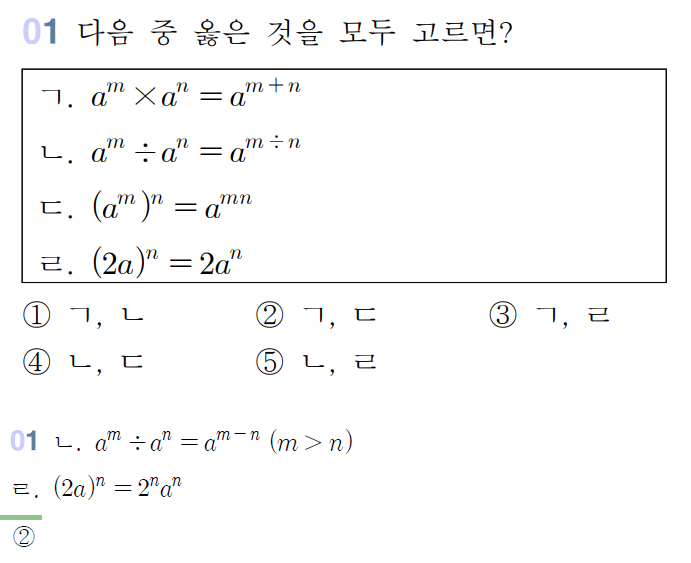 01 다음 중 옳은 것을 모두 고르면?
ㄱ. a^m × a^n = a^{m+n}
ㄴ. a^m ÷ a^n = a^{m÷n}
ㄷ. (a^m)^n = a^{mn}
ㄹ. (2a)^n = 2a^n
① ㄱ, ㄴ ② ㄱ, ㄷ ③ ㄱ, ㄹ
④ ㄴ, ㄷ ⑤ ㄴ, ㄹ
01 ㄴ. a^m ÷ a^n = a^{m-n} (m > n)
ㄹ. (2a)^n = 2^n a^n
②